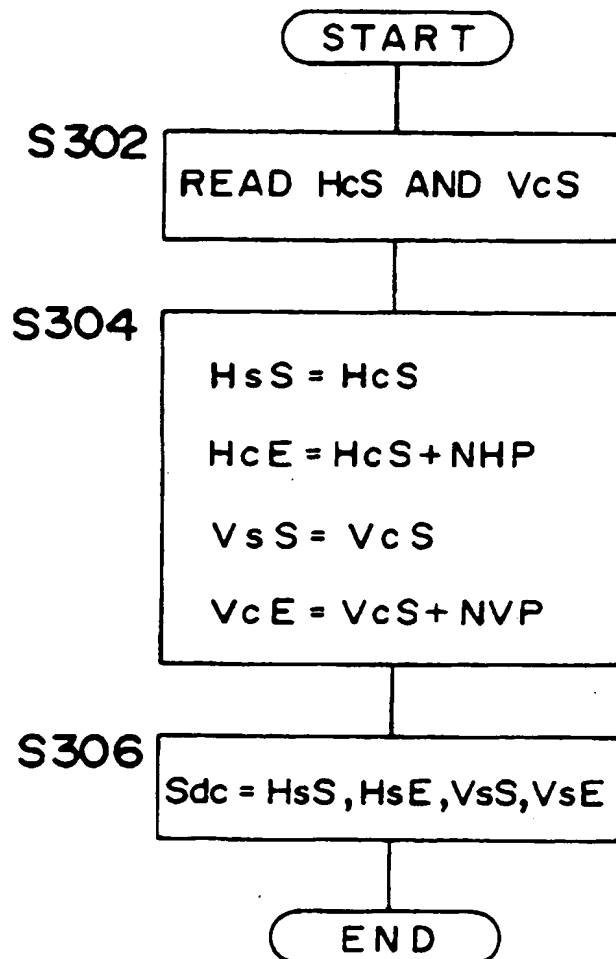 START
S302
READ HcS AND VcS
S304
HsS = HcS
HcE = HcS + NHP
VsS = VcS
VcE = VcS + NVP
S306
Sdc = HsS, HsE, VsS, VsE
END